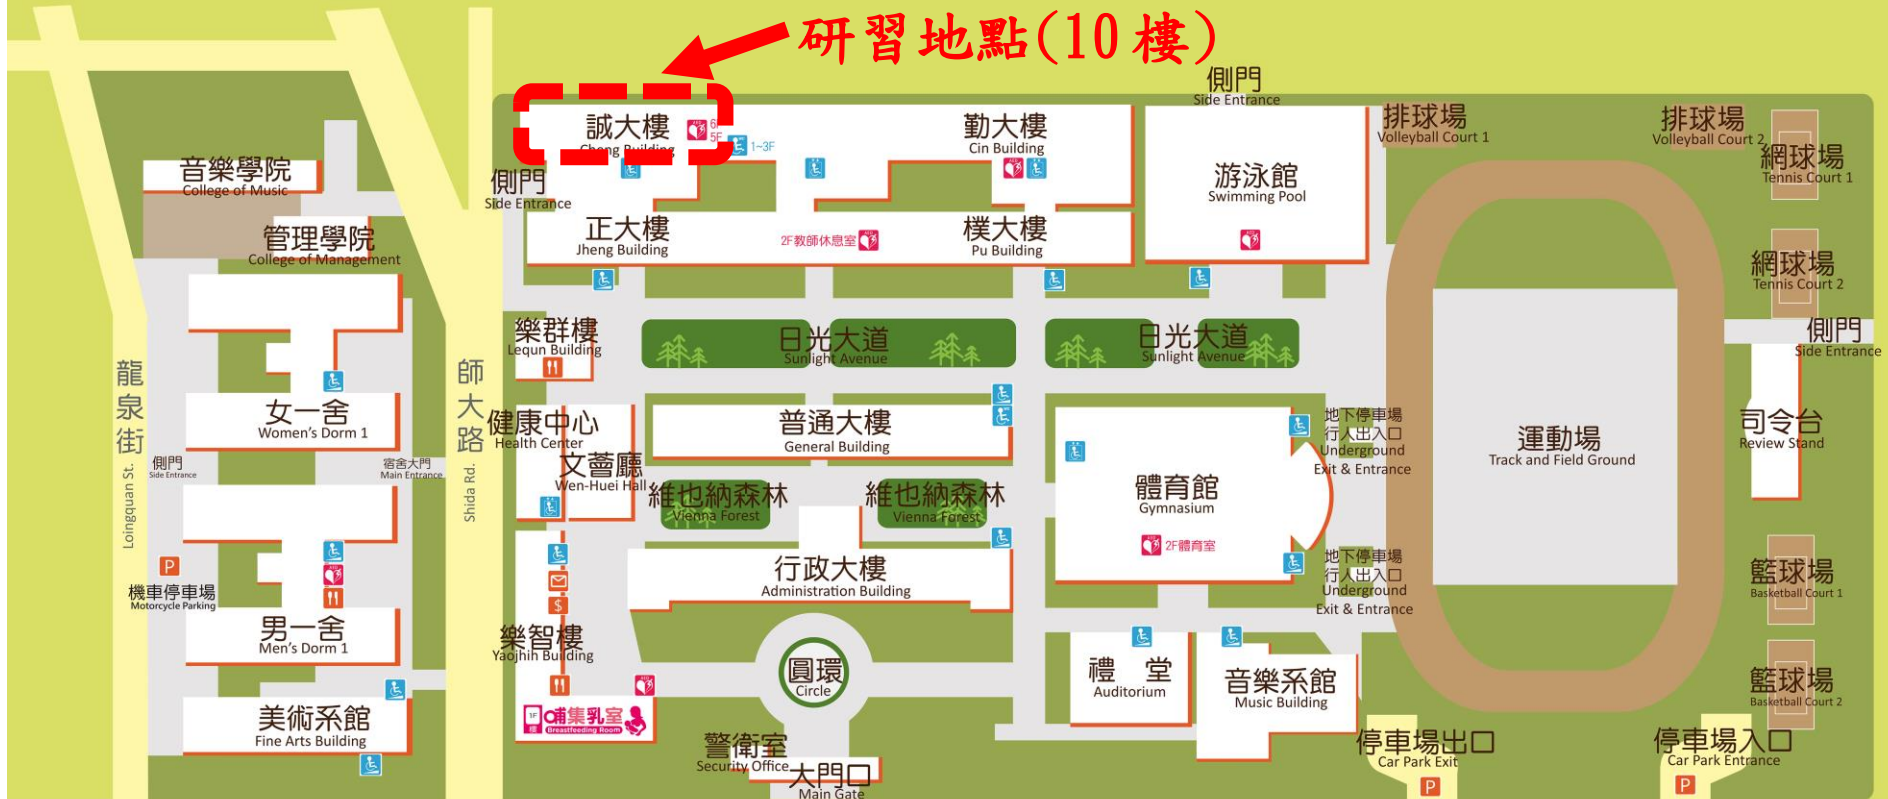 研習地點(10 樓)
側門
Side Entrance
誠大樓
Cheng Building
6F
5F
1~3F
勤大樓
Cin Building
排球場
Volleyball Court 1
排球場
Volleyball Court 2
網球場
Tennis Court 1
音樂學院
College of Music
側門
Side Entrance
游泳館
Swimming Pool
管理學院
College of Management
正大樓
Jheng Building
2F教師休息室
樸大樓
Pu Building
網球場
Tennis Court 2
樂群樓
Lequn Building
日光大道
Sunlight Avenue
日光大道
Sunlight Avenue
側門
Side Entrance
龍泉街
Loingquan St.
師大路
Shida Rd.
女一舍
Women's Dorm 1
健康中心
Health Center
普通大樓
General Building
地下停車場
行人出入口
Underground
Exit & Entrance
運動場
Track and Field Ground
司令台
Review Stand
側門
Side Entrance
宿舍大門
Main Entrance
文薈廳
Wen-Huei Hall
維也納森林
Vienna Forest
維也納森林
Vienna Forest
體育館
Gymnasium
2F體育室
P
機車停車場
Motorcycle Parking
行政大樓
Administration Building
地下停車場
行人出入口
Underground
Exit & Entrance
籃球場
Basketball Court 1
$
男一舍
Men's Dorm 1
樂智樓
Yaojhih Building
圓環
Circle
禮 堂
Auditorium
音樂系館
Music Building
籃球場
Basketball Court 2
美術系館
Fine Arts Building
1F
樓
哺集乳室
Breastfeeding Room
警衛室
Security Office
大門口
Main Gate
停車場出口
Car Park Exit
P
停車場入口
Car Park Entrance
P